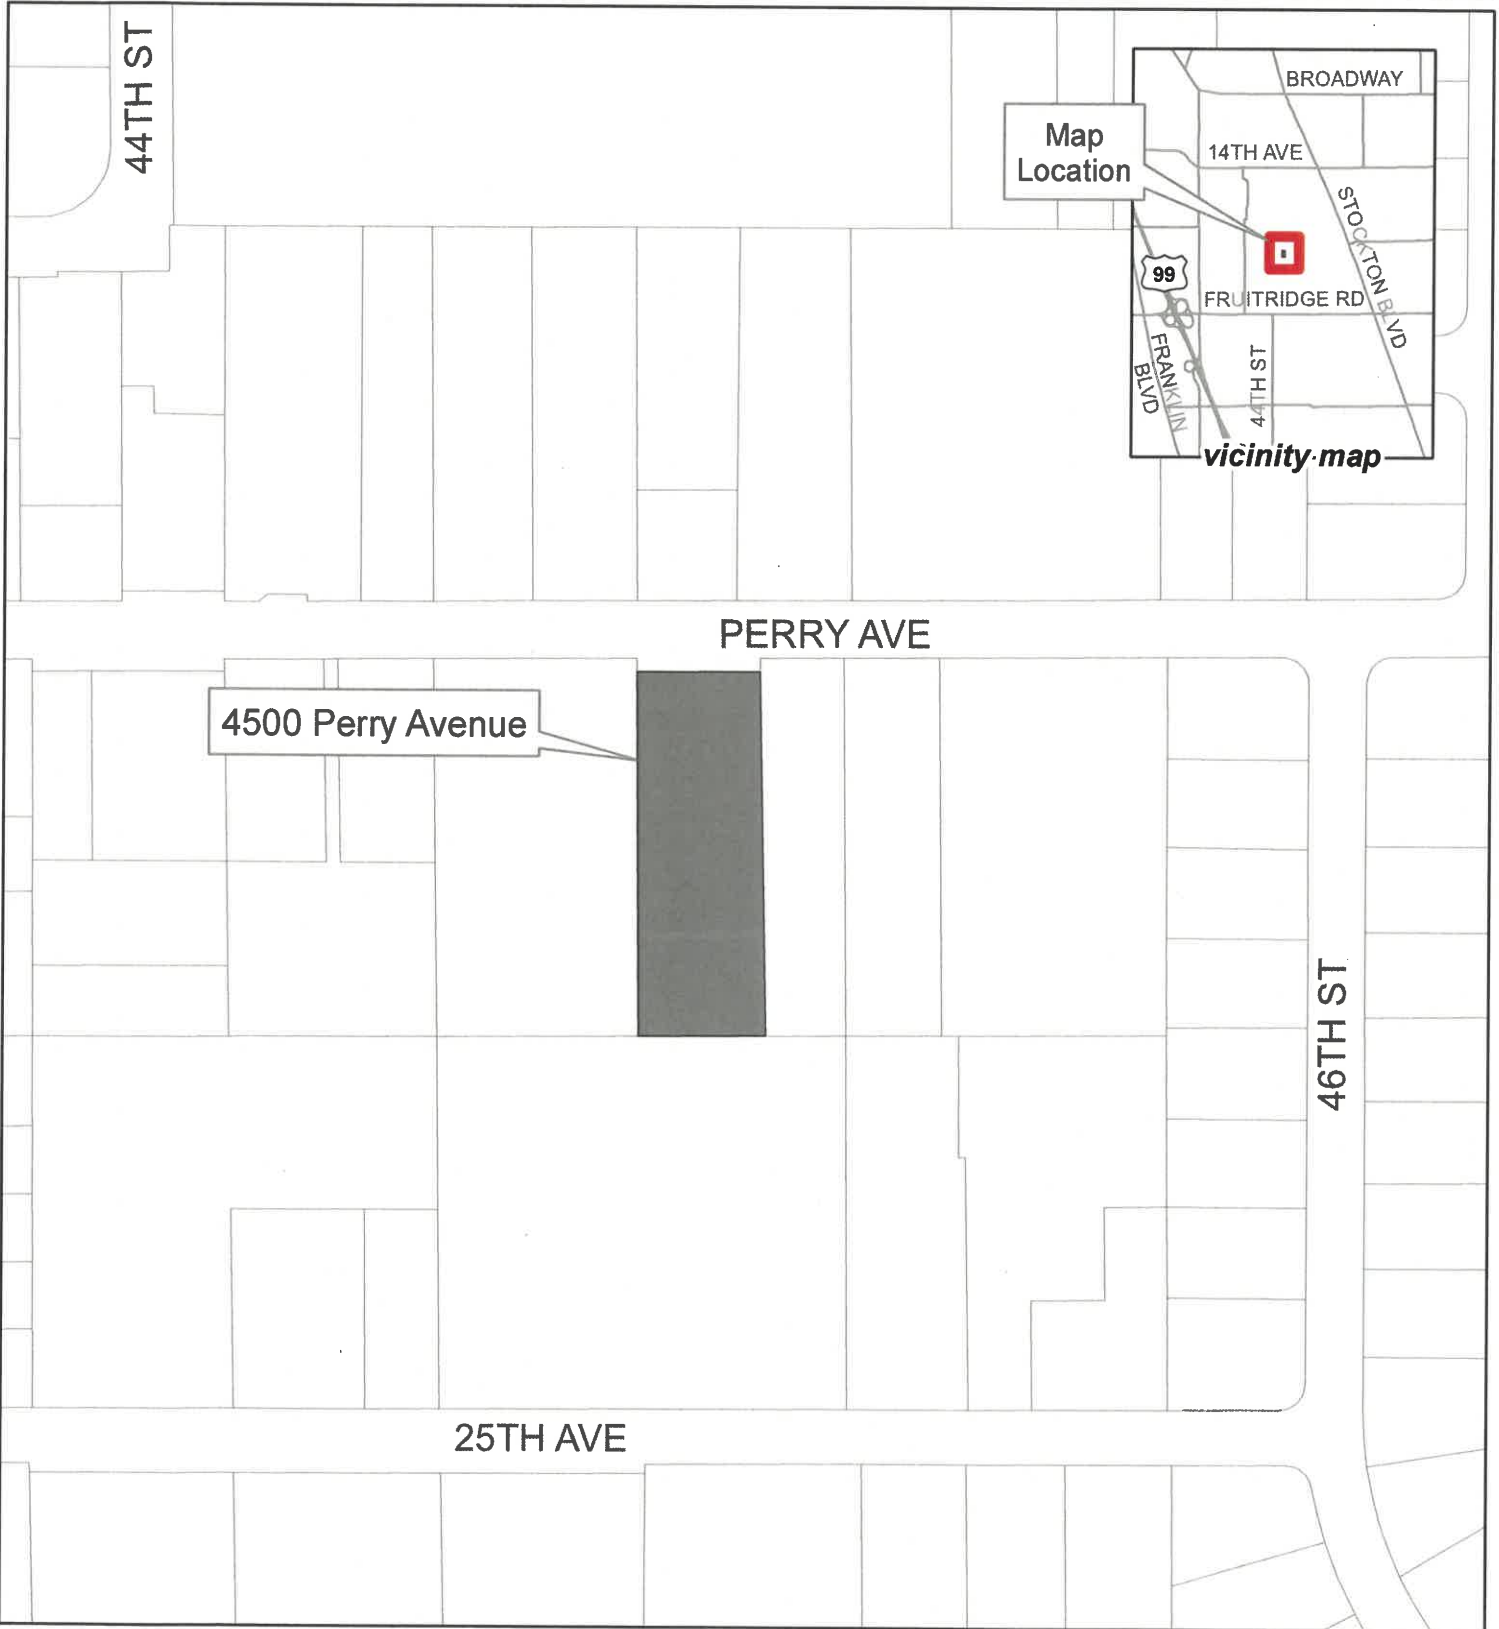 44TH ST
BROADWAY
Map
Location
14TH AVE
STOCKTON BLVD
99
FRUITRIDGE RD
FRANKLIN
BLVD
44TH ST
vicinity map
PERRY AVE
4500 Perry Avenue
46TH ST
25TH AVE